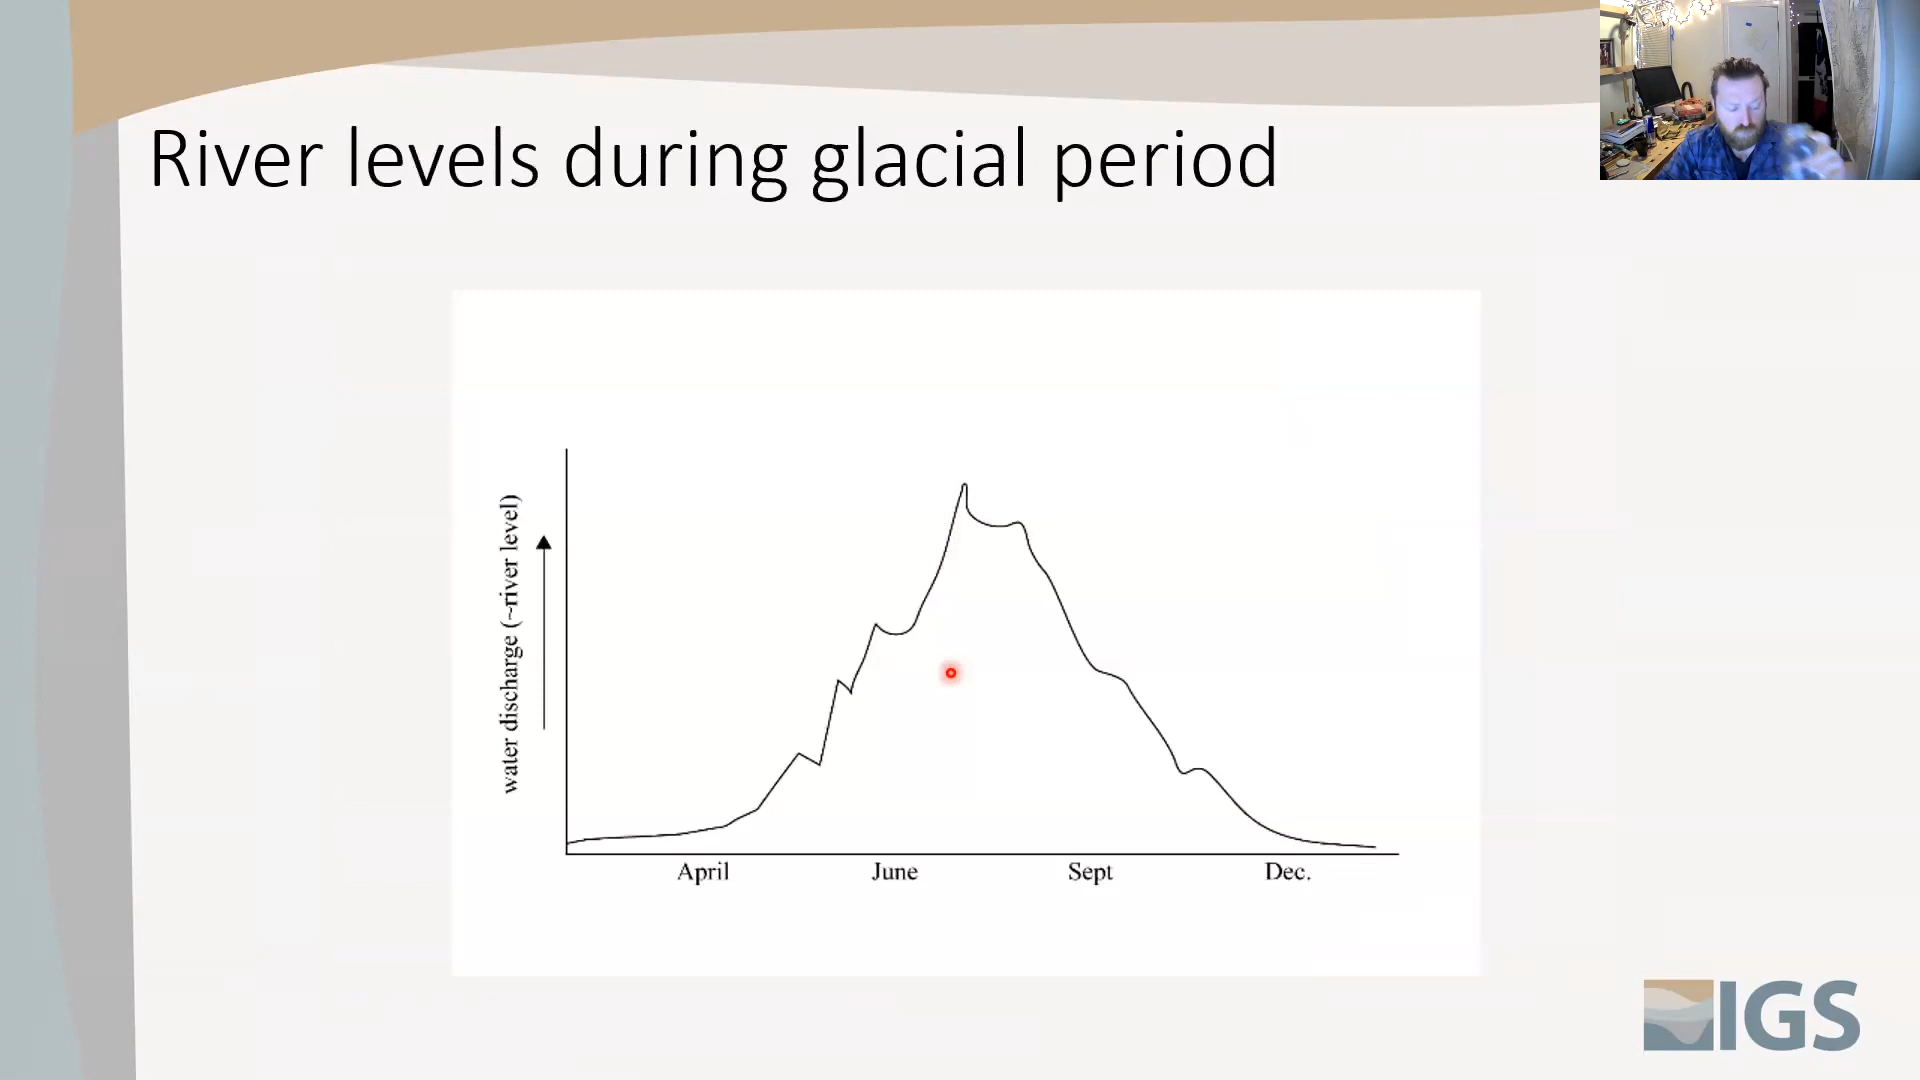 River levels during glacial period
water discharge (~river level)
April June Sept Dec.
IGS